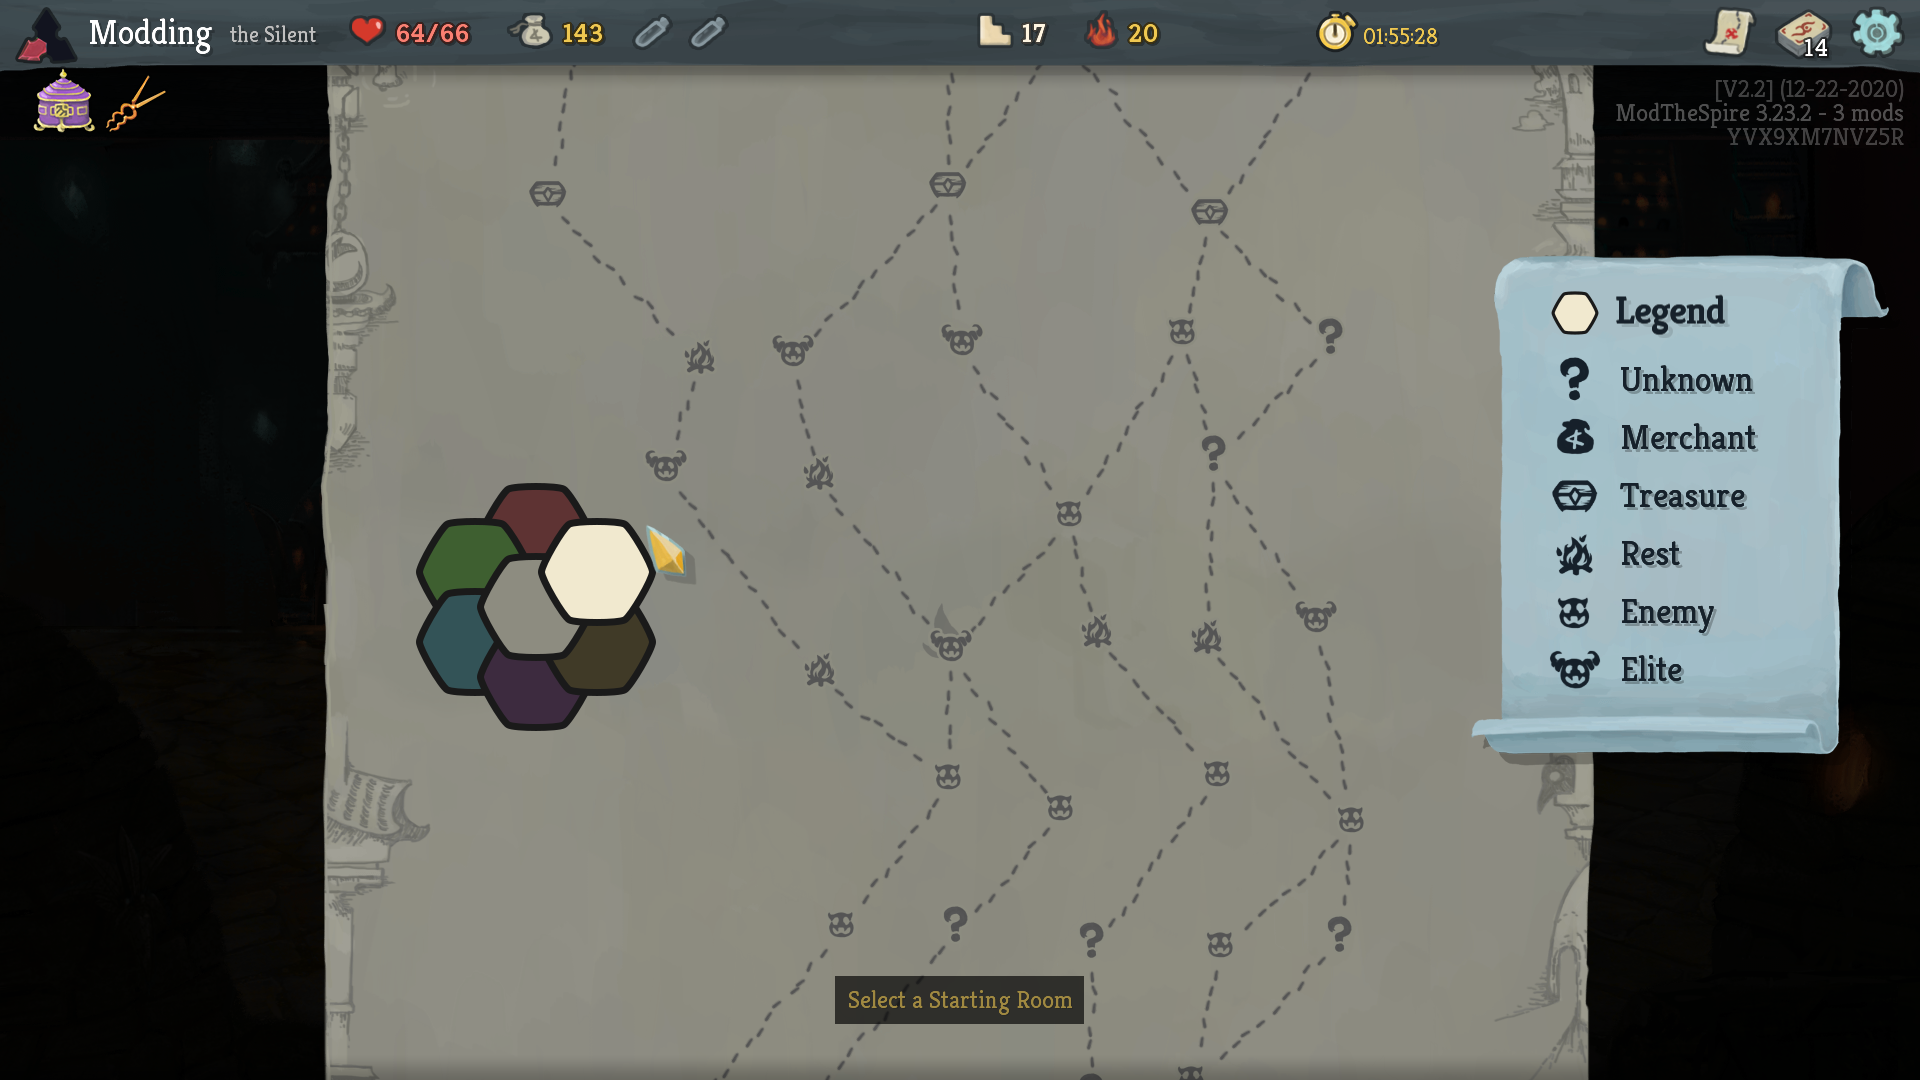 Modding the Silent 64/66 143 17 20 01:55:28 14
[V2.2] (12-22-2020)
ModTheSpire 3.23.2 - 3 mods
YVX9XM7NVZ5R
Legend
Unknown
Merchant
Treasure
Rest
Enemy
Elite
Select a Starting Room